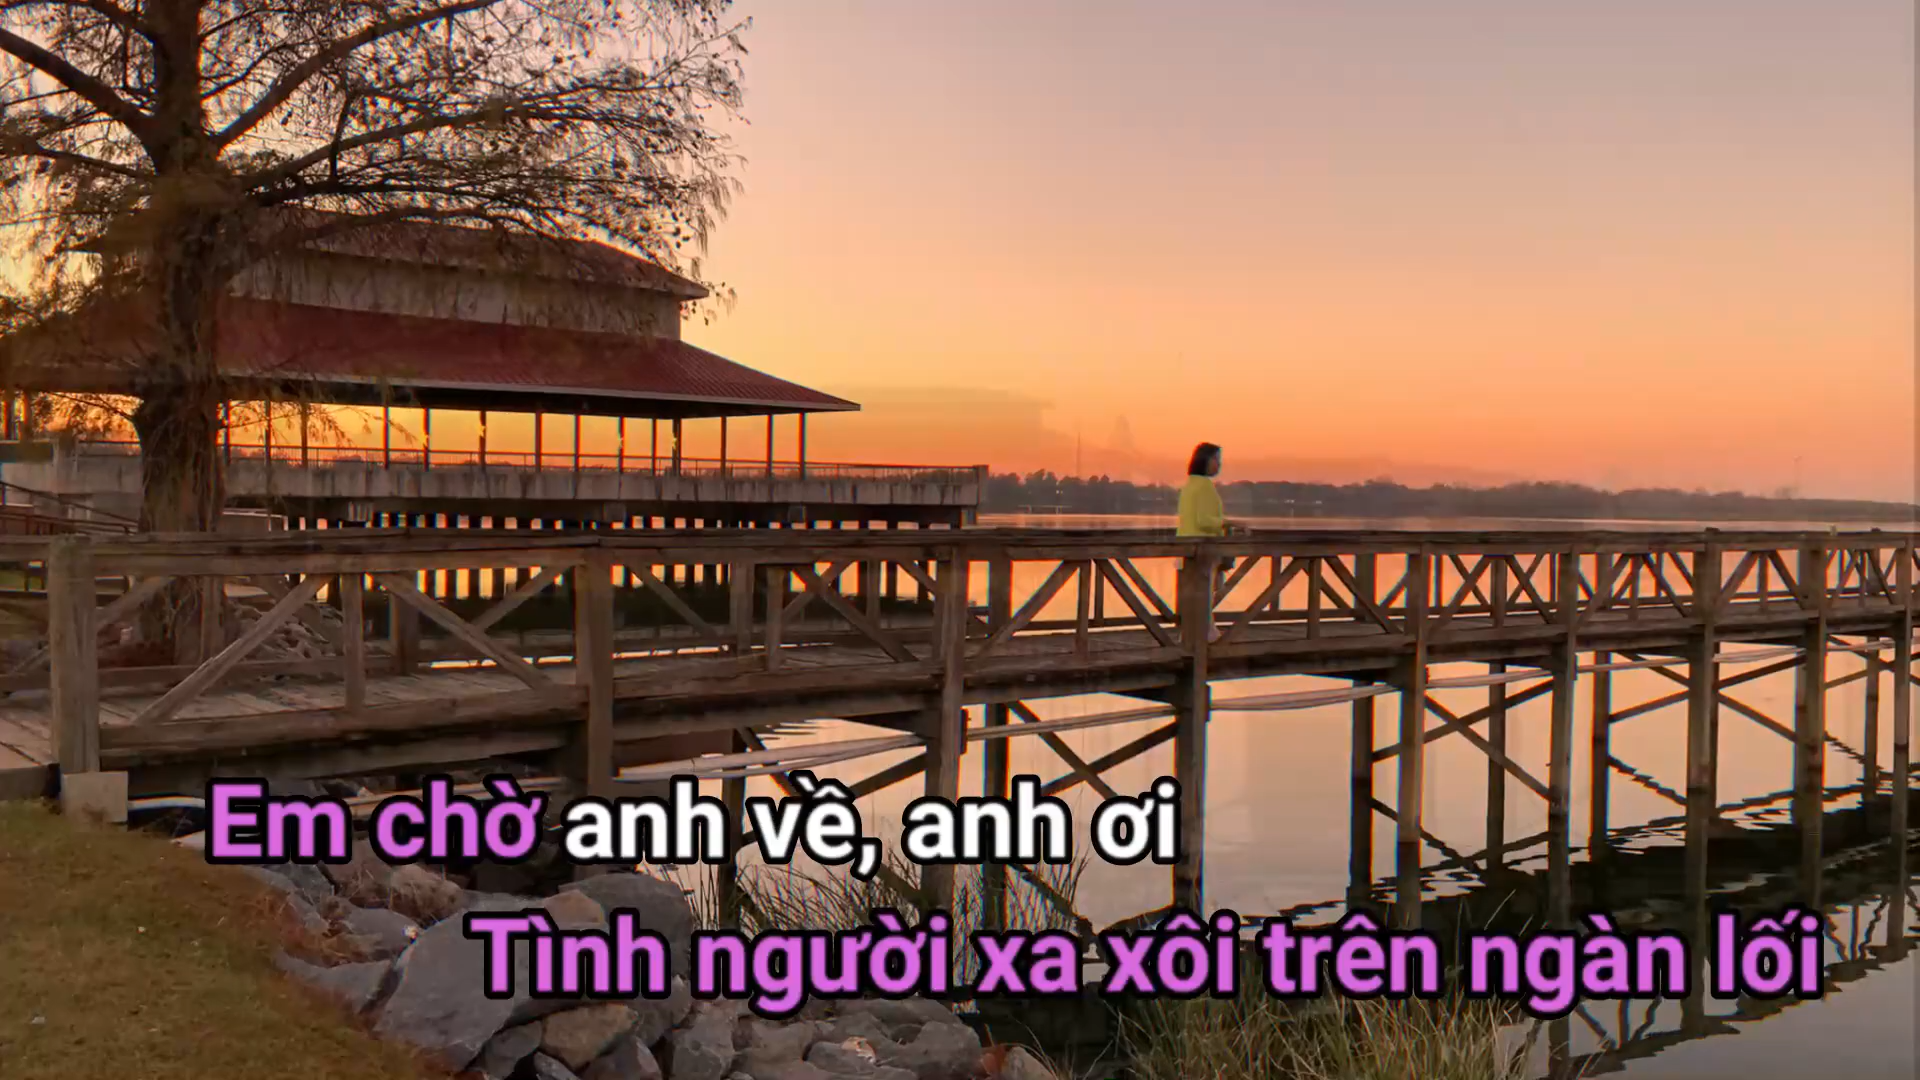 Em chờ anh về, anh ơi
Tình người xa xôi trên ngàn lối